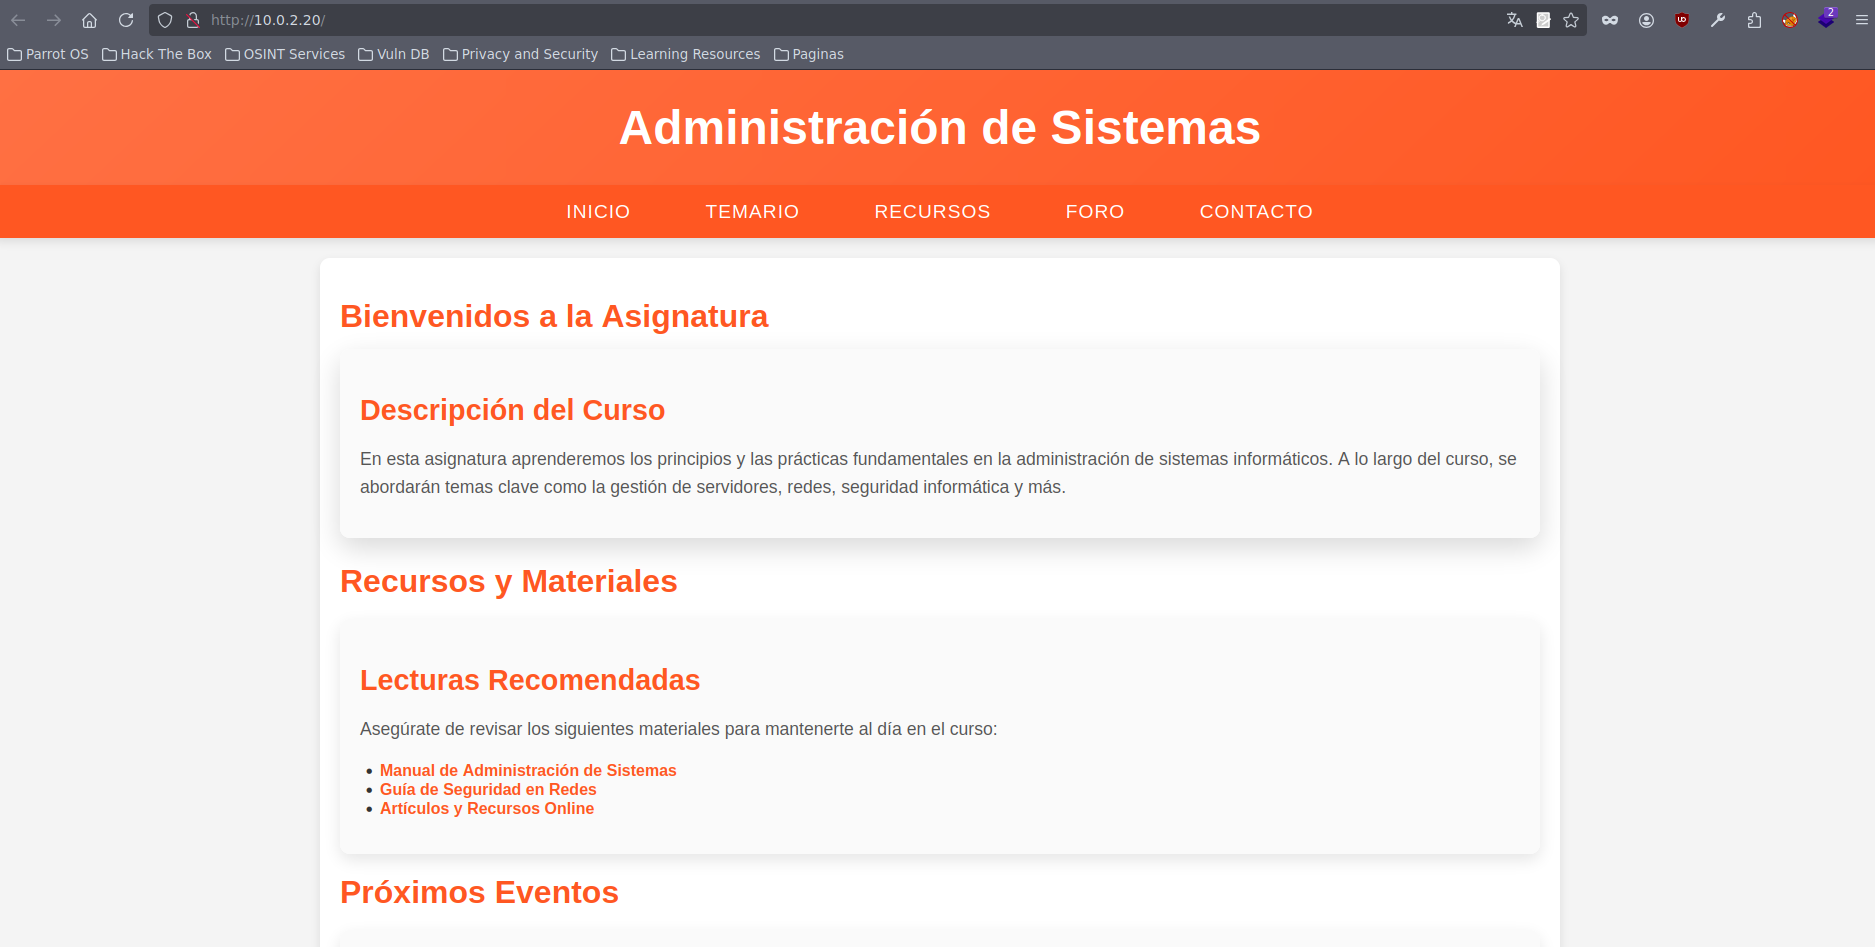 http://10.0.2.20/
2
Parrot OS Hack The Box OSINT Services Vuln DB Privacy and Security Learning Resources Paginas
Administración de Sistemas
INICIO TEMARIO RECURSOS FORO CONTACTO
Bienvenidos a la Asignatura
Descripción del Curso
En esta asignatura aprenderemos los principios y las prácticas fundamentales en la administración de sistemas informáticos. A lo largo del curso, se
abordarán temas clave como la gestión de servidores, redes, seguridad informática y más.
Recursos y Materiales
Lecturas Recomendadas
Asegúrate de revisar los siguientes materiales para mantenerte al día en el curso:
Manual de Administración de Sistemas
Guía de Seguridad en Redes
Artículos y Recursos Online
Próximos Eventos